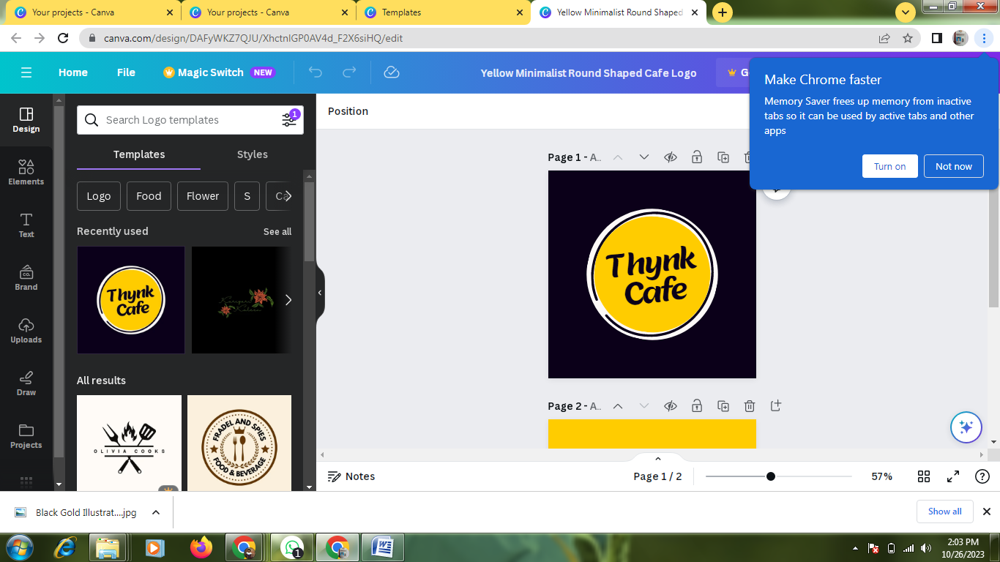 Your projects - Canva
Your projects - Canva
Templates
Yellow Minimalist Round Shaped
canva.com/design/DAFyWKZ7QJU/XhctnIGP0AV4d_F2X6siHQ/edit
Home
File
Magic Switch
NEW
Yellow Minimalist Round Shaped Cafe Logo
Make Chrome faster
Memory Saver frees up memory from inactive
tabs so it can be used by active tabs and other
apps
Turn on
Not now
Design
Elements
Text
Brand
CO.
Uploads
Draw
Projects
Search Logo templates
1
Templates
Styles
Logo
Food
Flower
S
Recently used
See all
Thynk
Cafe
All results
OLIVIA COOKS
FRADEL AND SPIES
FOOD & BEVERAGE
Position
Page 1 - A..
Thynk
Cafe
Page 2 - A..
Notes
Page 1 / 2
57%
Black Gold Illustrat....jpg
Show all
1
2:03 PM
10/26/2023